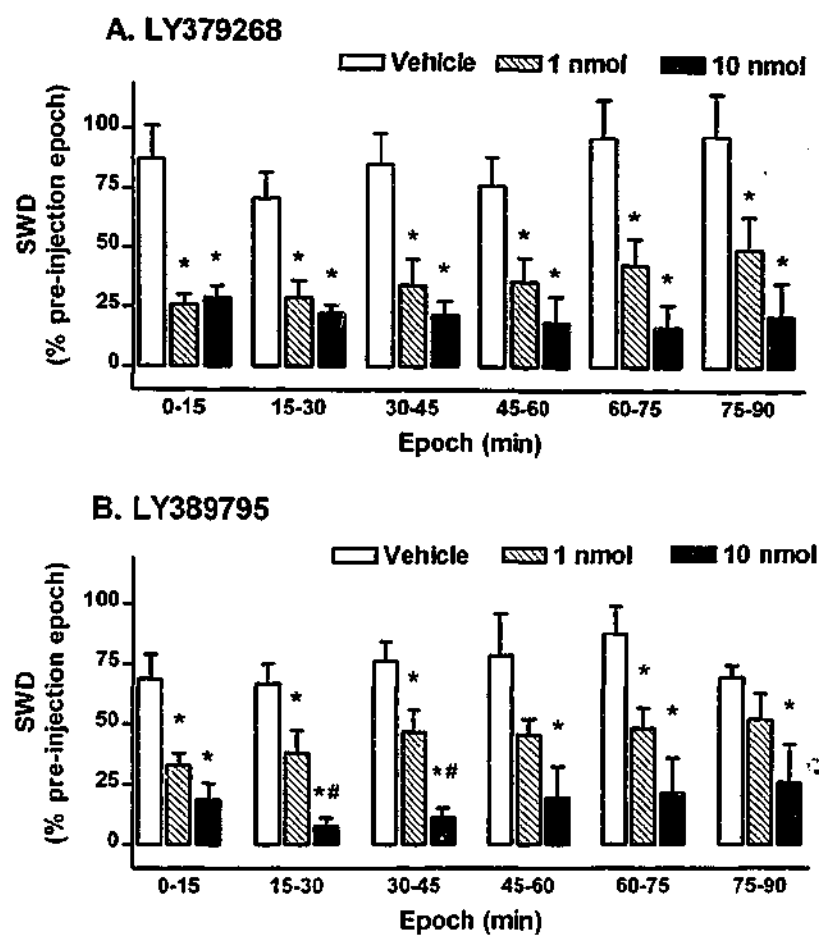 A. LY379268
Vehicle 1 nmol 10 nmol
SWD
(% pre-injection epoch)
100
75
50
25
0
* * * * * * * * * * * *
0-15 15-30 30-45 45-60 60-75 75-90
Epoch (min)
B. LY389795
Vehicle 1 nmol 10 nmol
SWD
(% pre-injection epoch)
100
75
50
25
0
* * * *# * *# * * * *
0-15 15-30 30-45 45-60 60-75 75-90
Epoch (min)